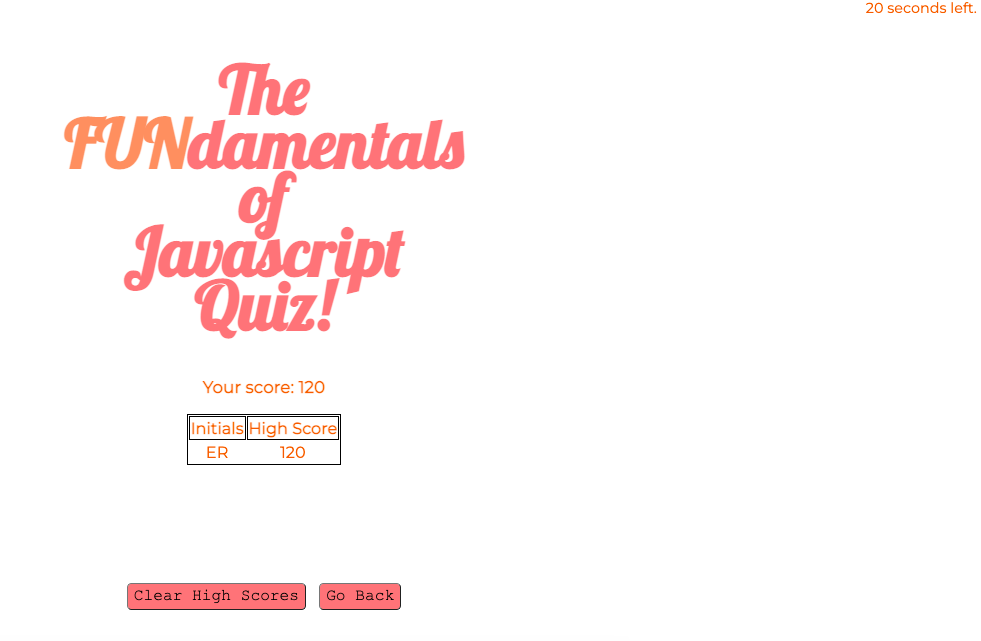 20 seconds left.
The
FUNdamentals
of
Javascript
Quiz!
Your score: 120
Initials High Score
ER 120
Clear High Scores Go Back